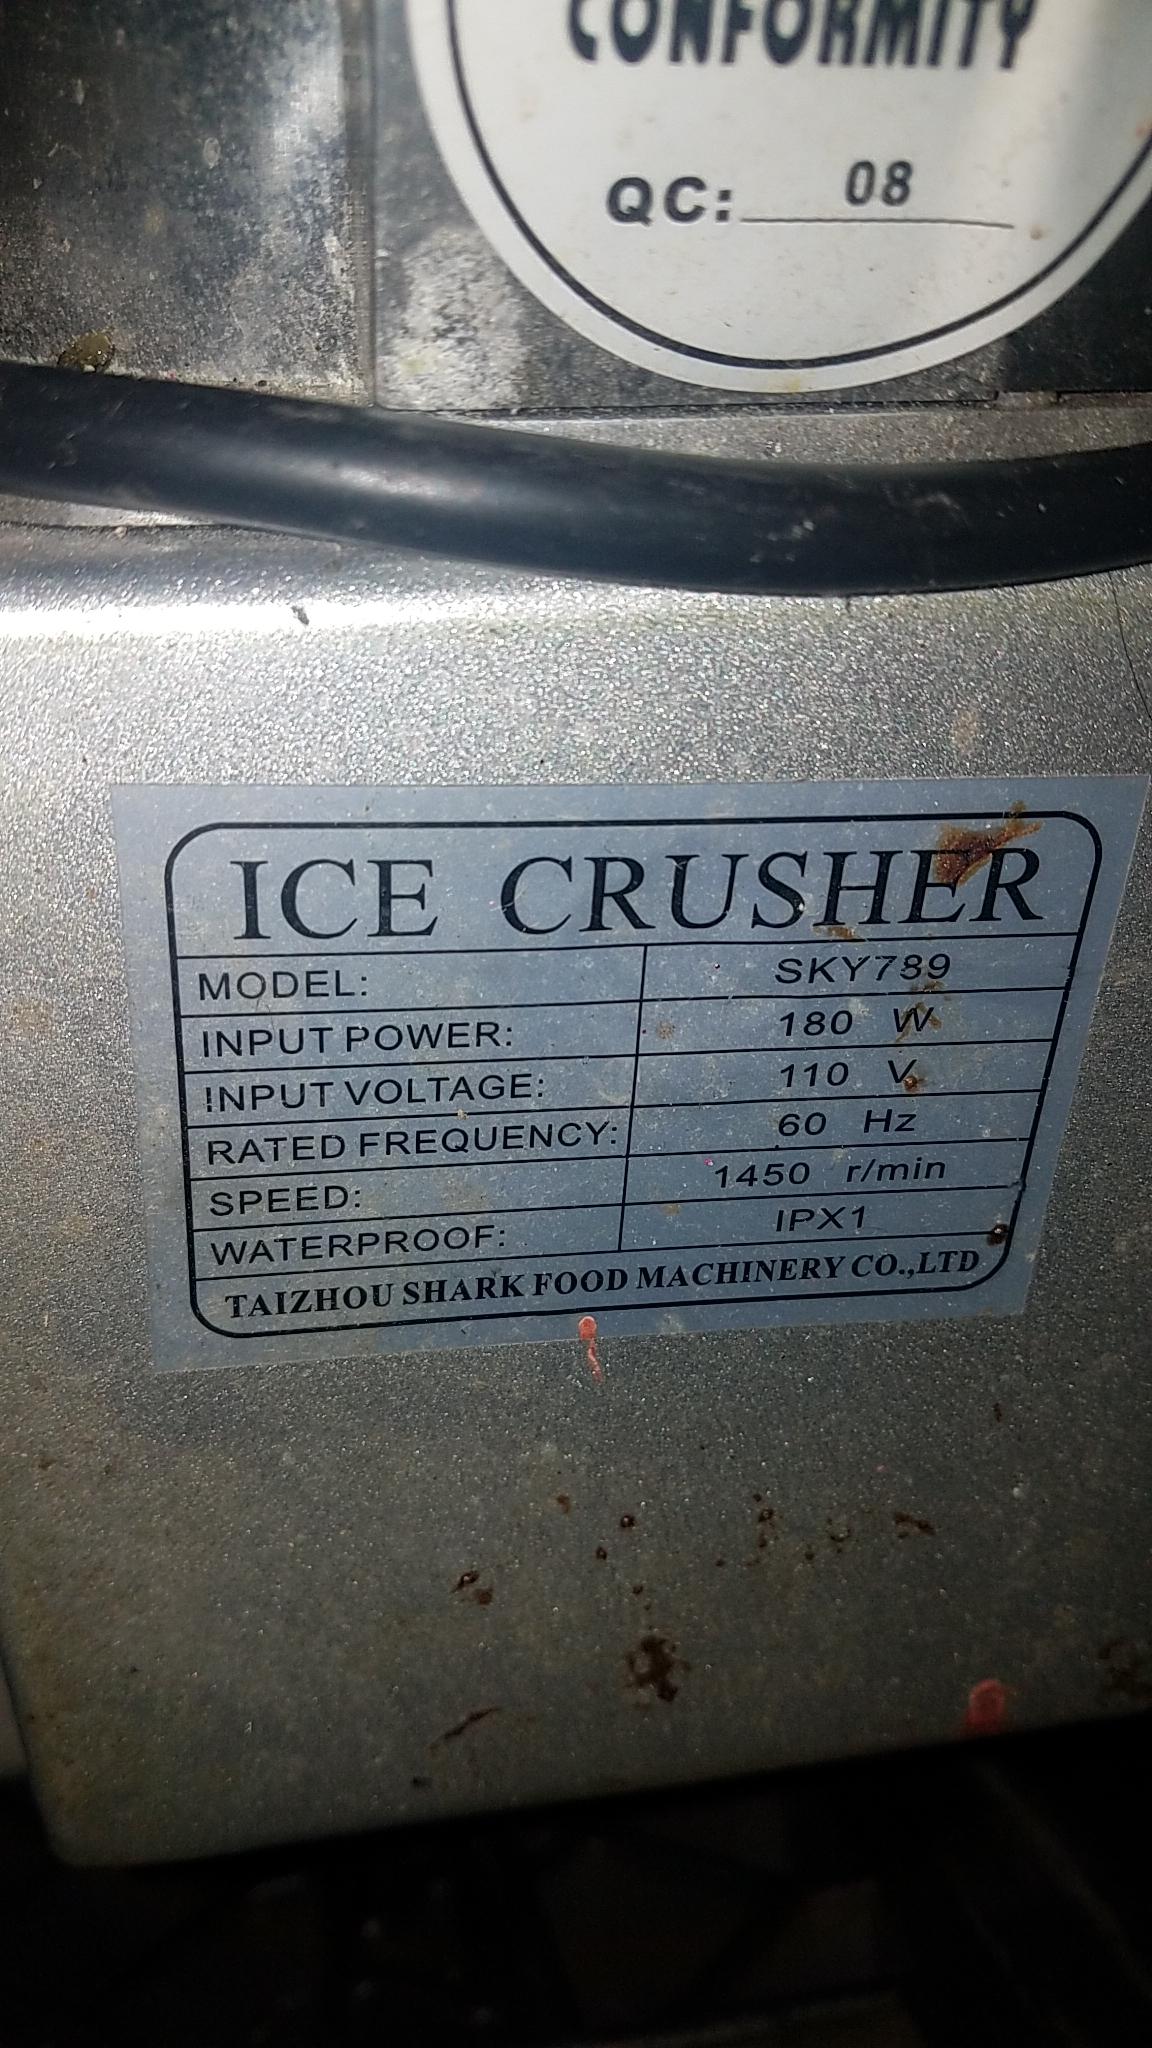 CONFORMITY
QC: 08
ICE CRUSHER
MODEL: SKY789
INPUT POWER: 180 W
INPUT VOLTAGE: 110 V
RATED FREQUENCY: 60 Hz
SPEED: 1450 r/min
WATERPROOF: IPX1
TAIZHOU SHARK FOOD MACHINERY CO.,LTD